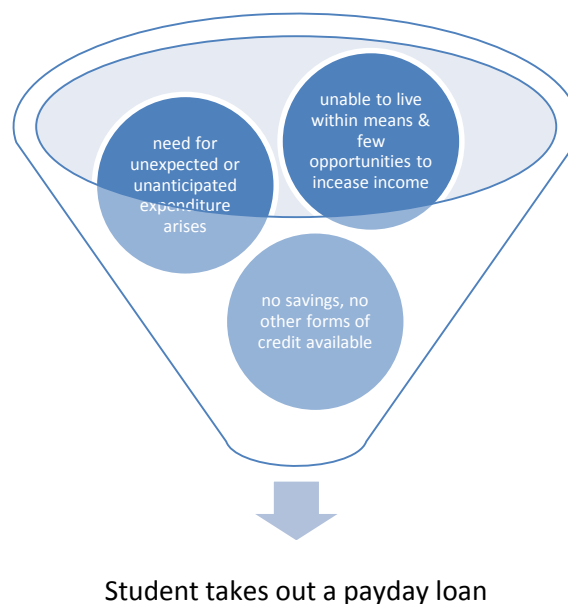 unable to live
within means &
few
opportunities to
incease income
need for
unexpected or
unanticipated
expenditure
arises
no savings, no
other forms of
credit available
Student takes out a payday loan